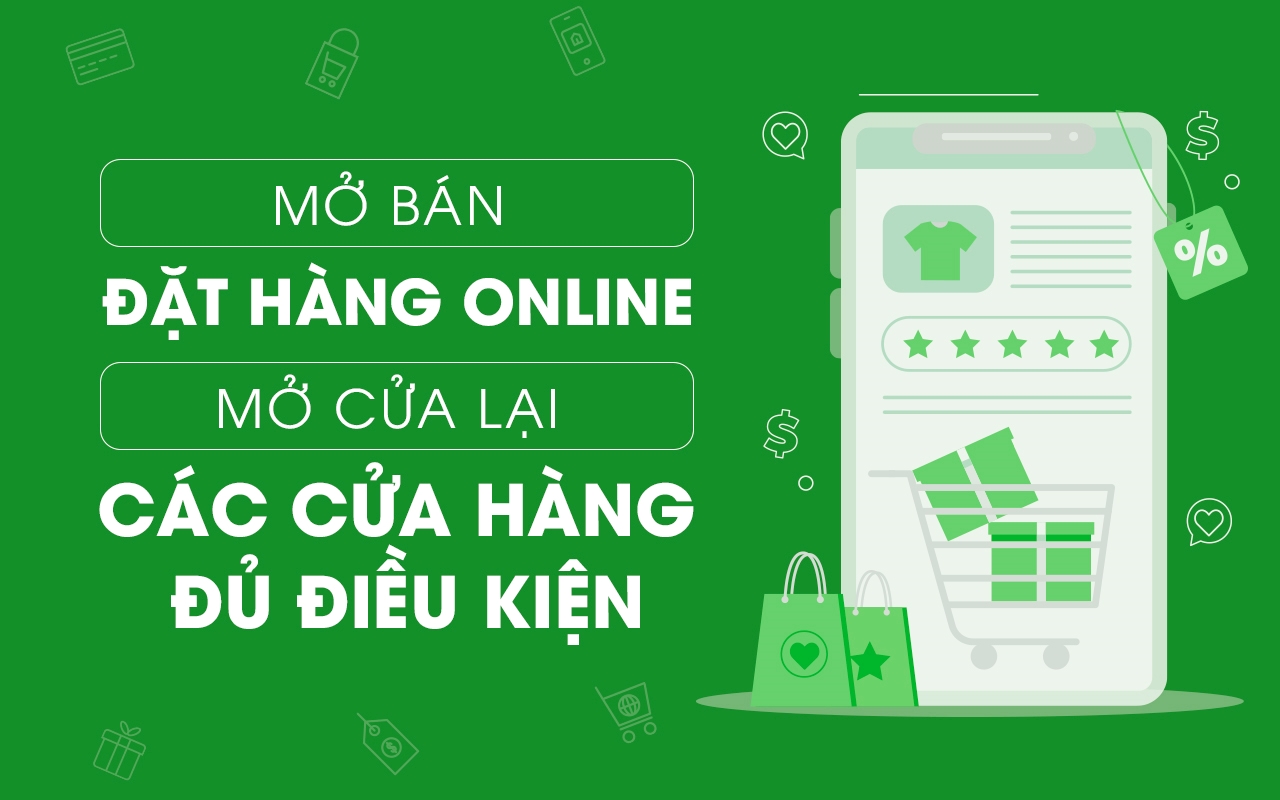 MỞ BÁN
ĐẶT HÀNG ONLINE
MỞ CỬA LẠI
CÁC CỬA HÀNG
ĐỦ ĐIỀU KIỆN
$
%
$